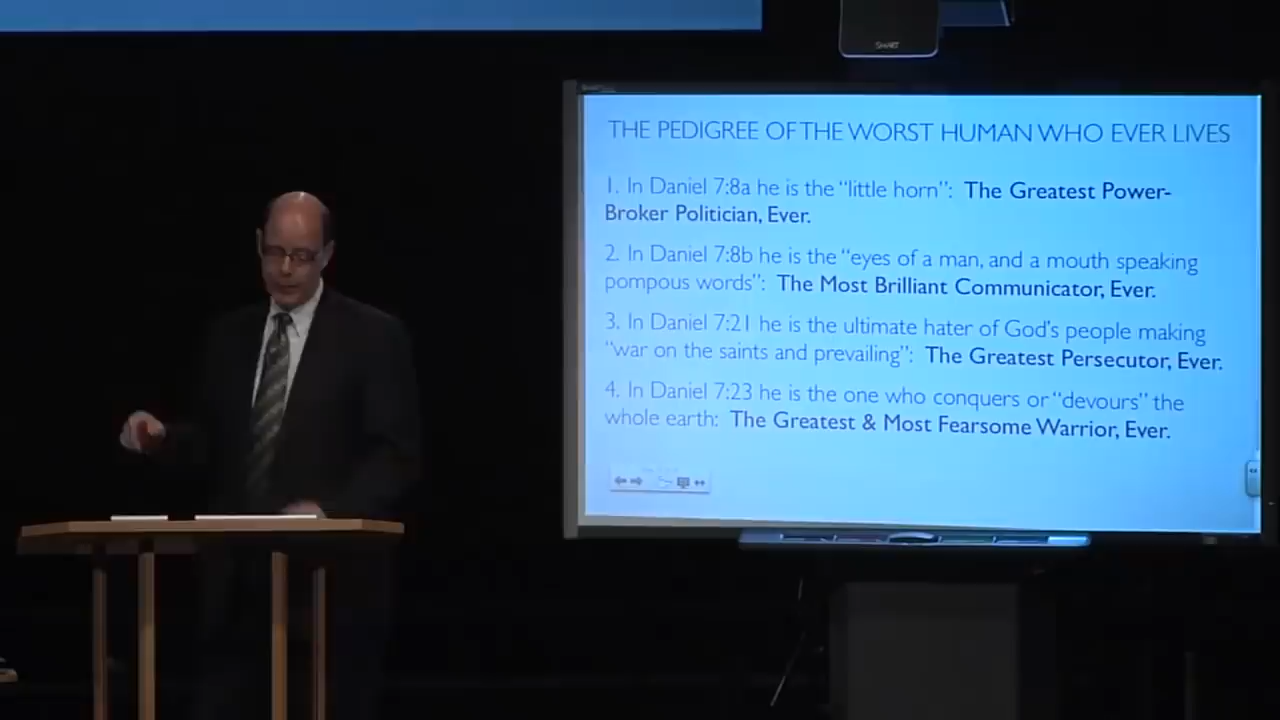 SMART
THE PEDIGREE OF THE WORST HUMAN WHO EVER LIVES
1. In Daniel 7:8a he is the “little horn”: The Greatest Power-
Broker Politician, Ever.
2. In Daniel 7:8b he is the “eyes of a man, and a mouth speaking
pompous words”: The Most Brilliant Communicator, Ever.
3. In Daniel 7:21 he is the ultimate hater of God’s people making
“war on the saints and prevailing”: The Greatest Persecutor, Ever.
4. In Daniel 7:23 he is the one who conquers or “devours” the
whole earth: The Greatest & Most Fearsome Warrior, Ever.